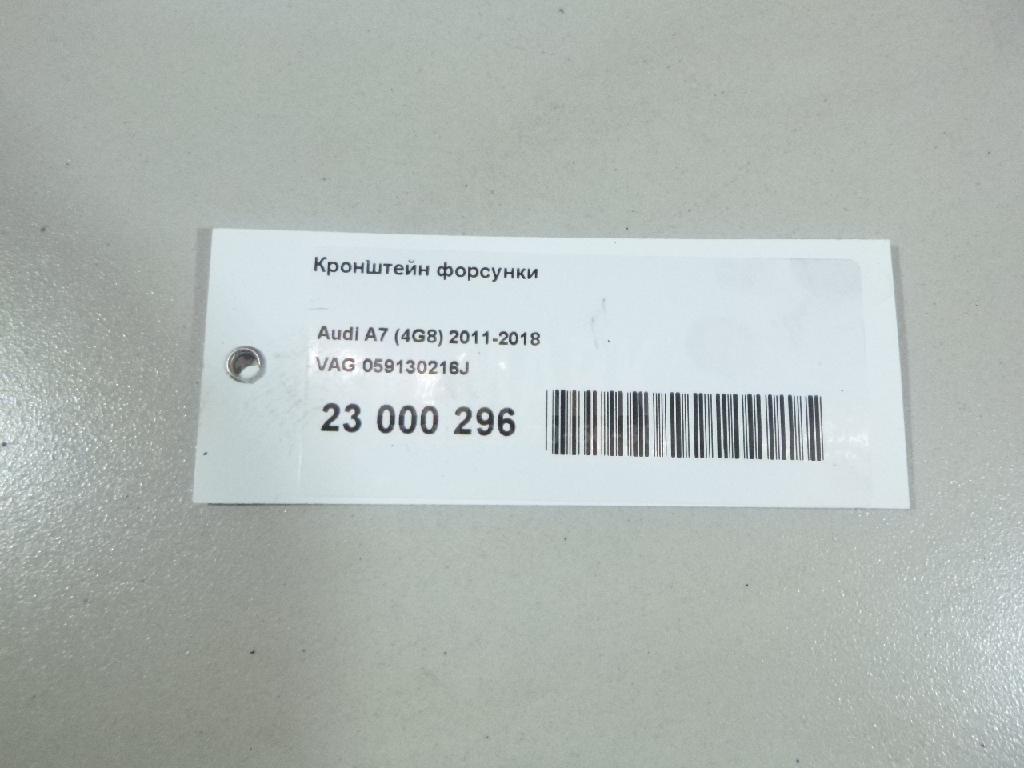 Кронштейн форсунки
Audi A7 (4G8) 2011-2018
VAG 059130216J
23 000 296